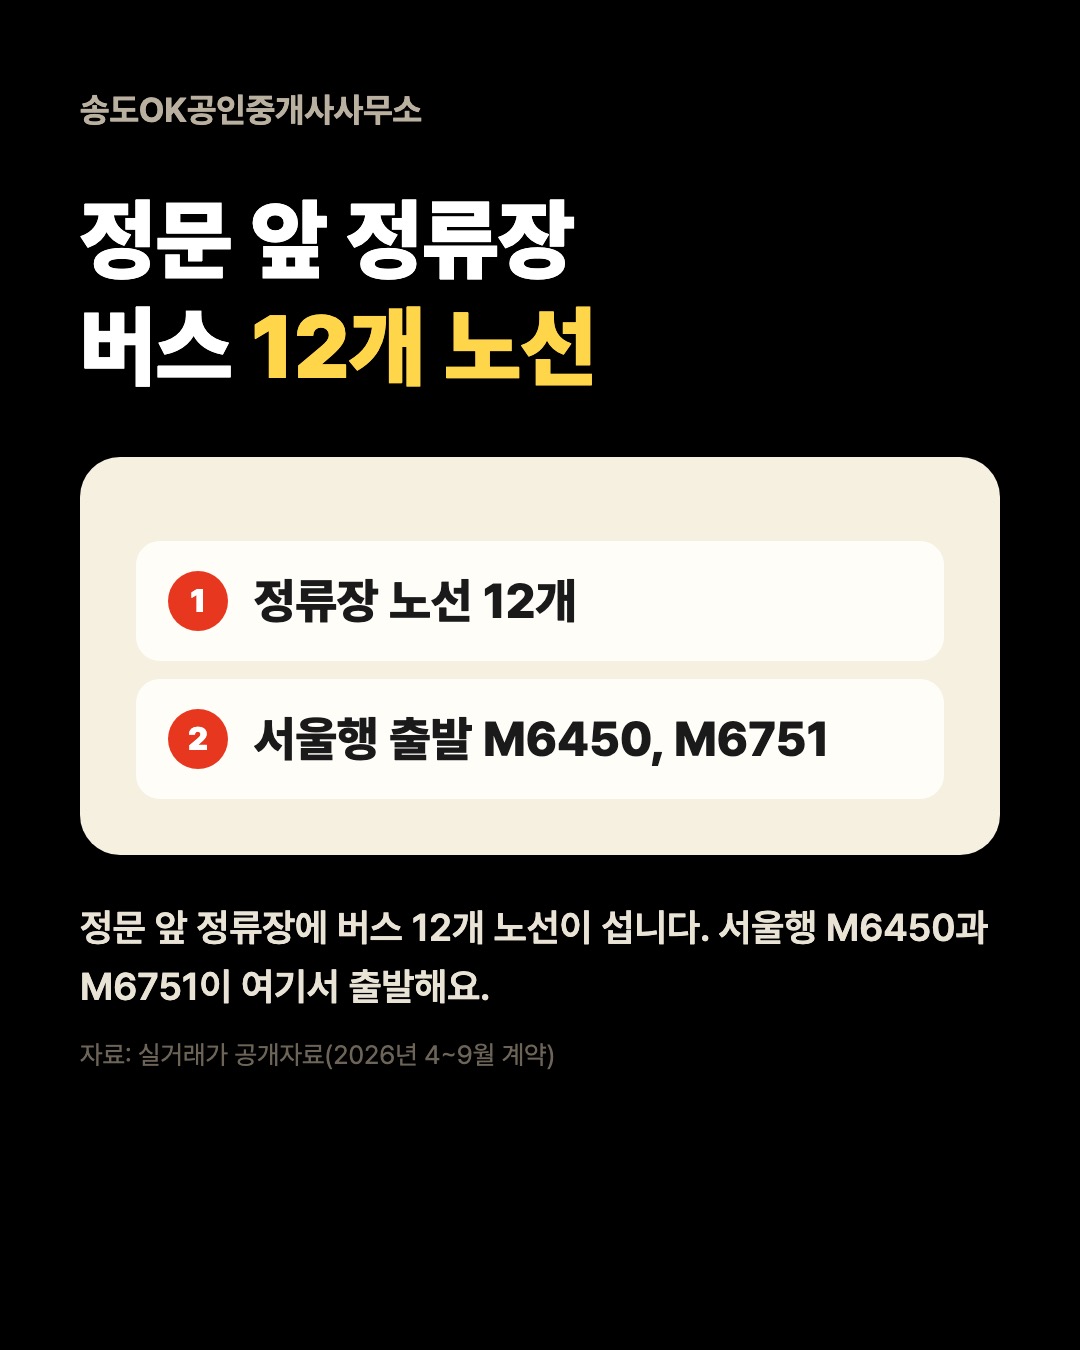 송도OK공인중개사사무소
정문 앞 정류장
버스 12개 노선
1 정류장 노선 12개
2 서울행 출발 M6450, M6751
정문 앞 정류장에 버스 12개 노선이 섭니다. 서울행 M6450과
M6751이 여기서 출발해요.
자료: 실거래가 공개자료(2026년 4~9월 계약)